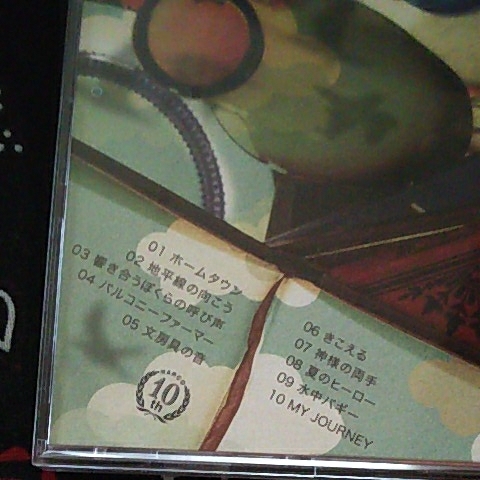 01 ホームタウン
02 地平線の向こう
03 響き合うぼくらの呼び声
04 バルコニーファーマー
05 文房具の音
10
th
06 きこえる
07 神様の両手
08 夏のヒーロー
09 水中バギー
10 MY JOURNEY